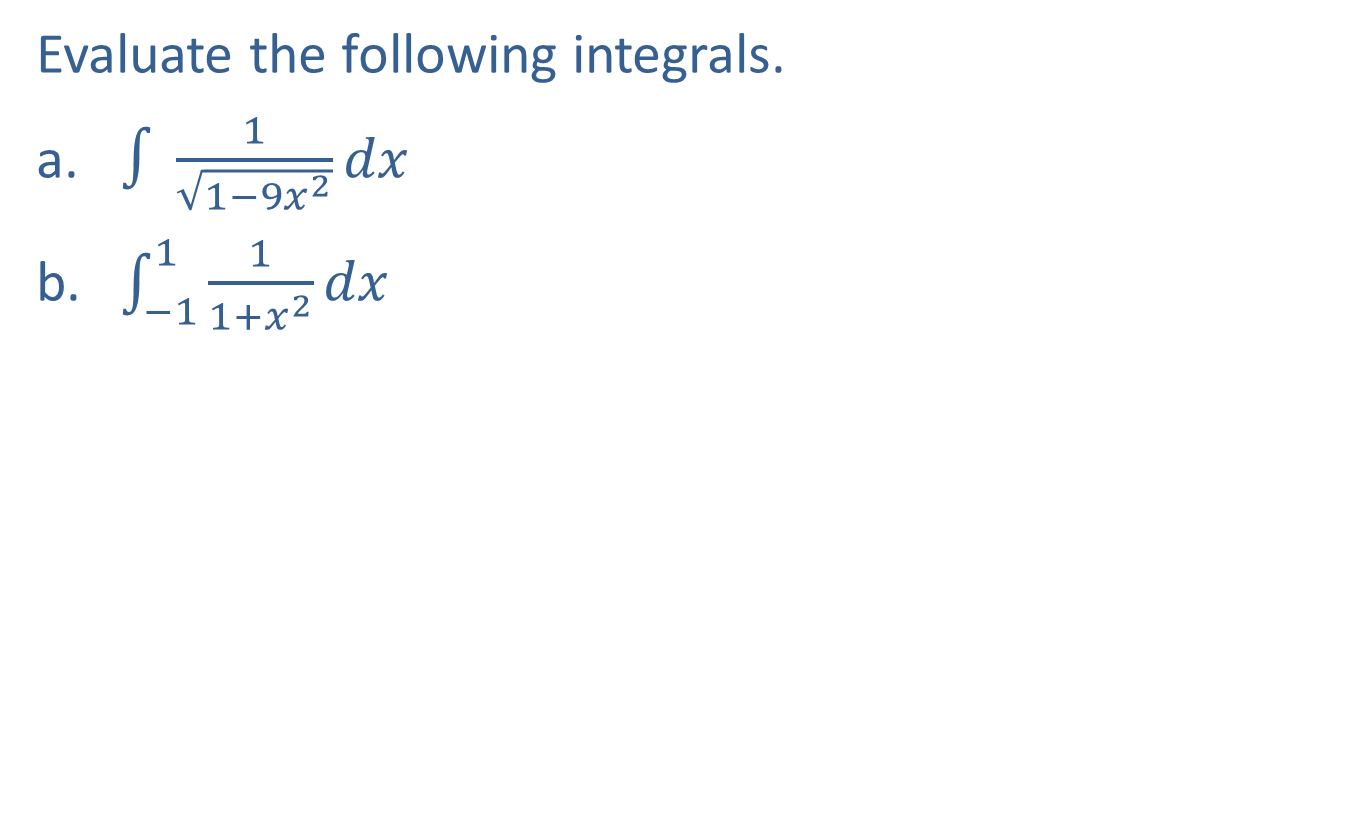 Evaluate the following integrals.
a. ∫ 1/√(1−9x²) dx
b. ∫₋₁¹ 1/(1+x²) dx